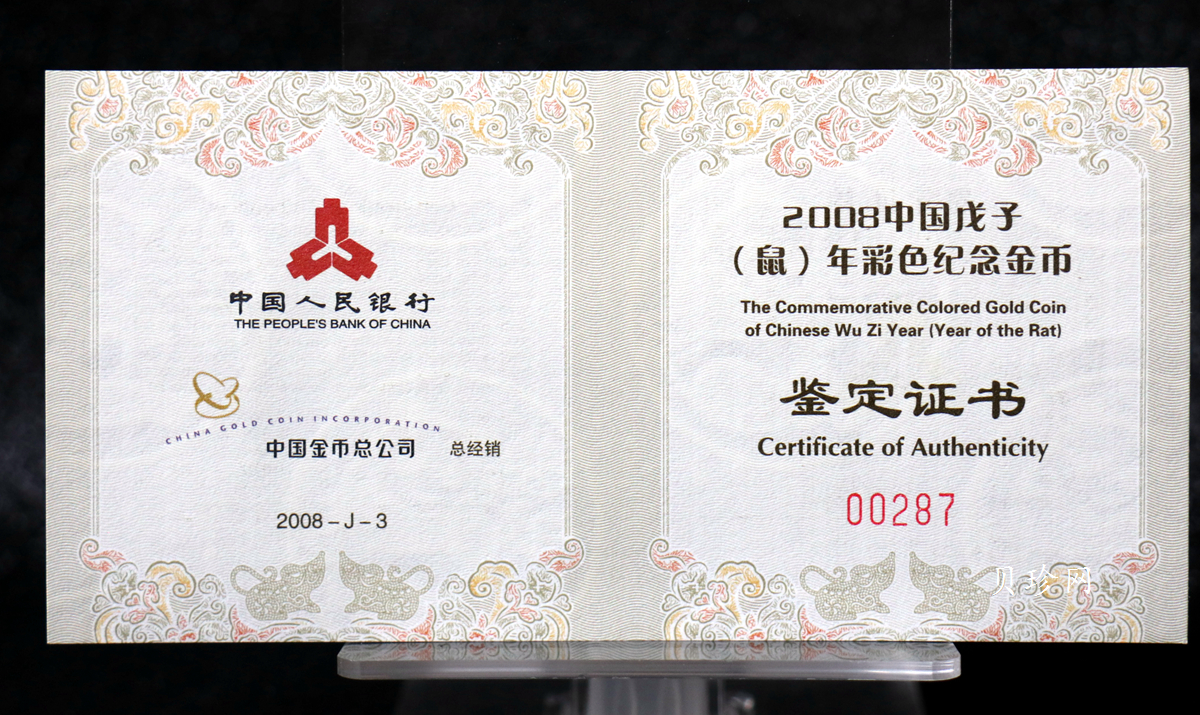 中国人民银行
THE PEOPLE'S BANK OF CHINA
CHINA GOLD COIN INCORPORATION
中国金币总公司 总经销
2008-J-3
2008中国戊子
（鼠）年彩色纪念金币
The Commemorative Colored Gold Coin
of Chinese Wu Zi Year (Year of the Rat)
鉴定证书
Certificate of Authenticity
00287
贝珍网